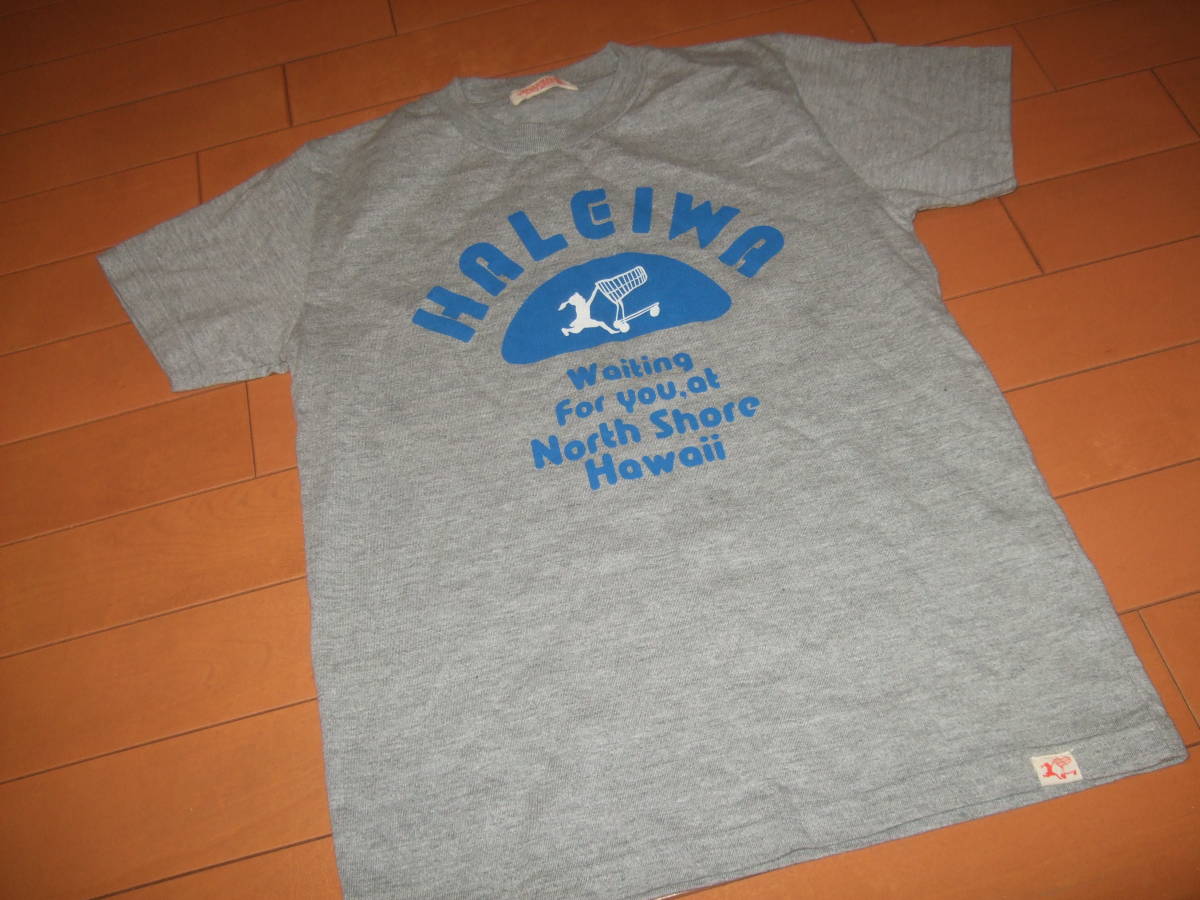 HALEIWA
Waiting
For you,at
North Shore
Hawaii